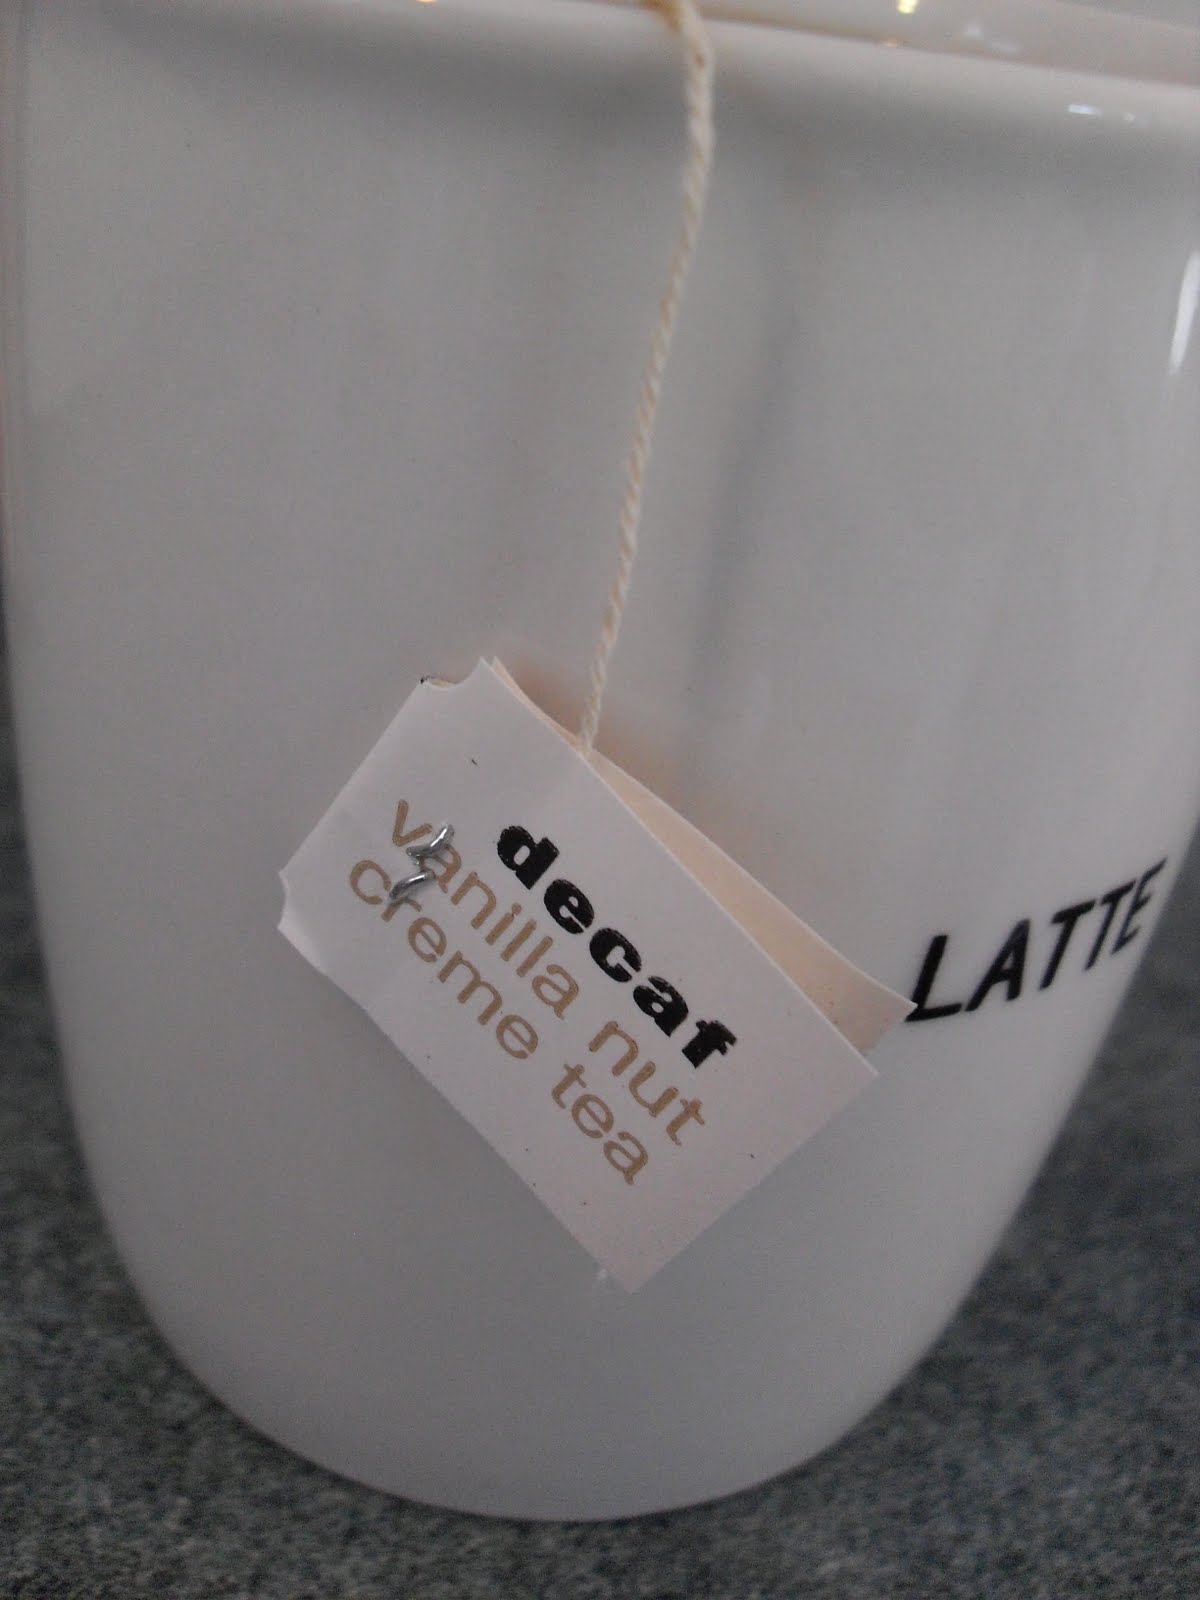 decaf
vanilla nut
creme tea
LATTE